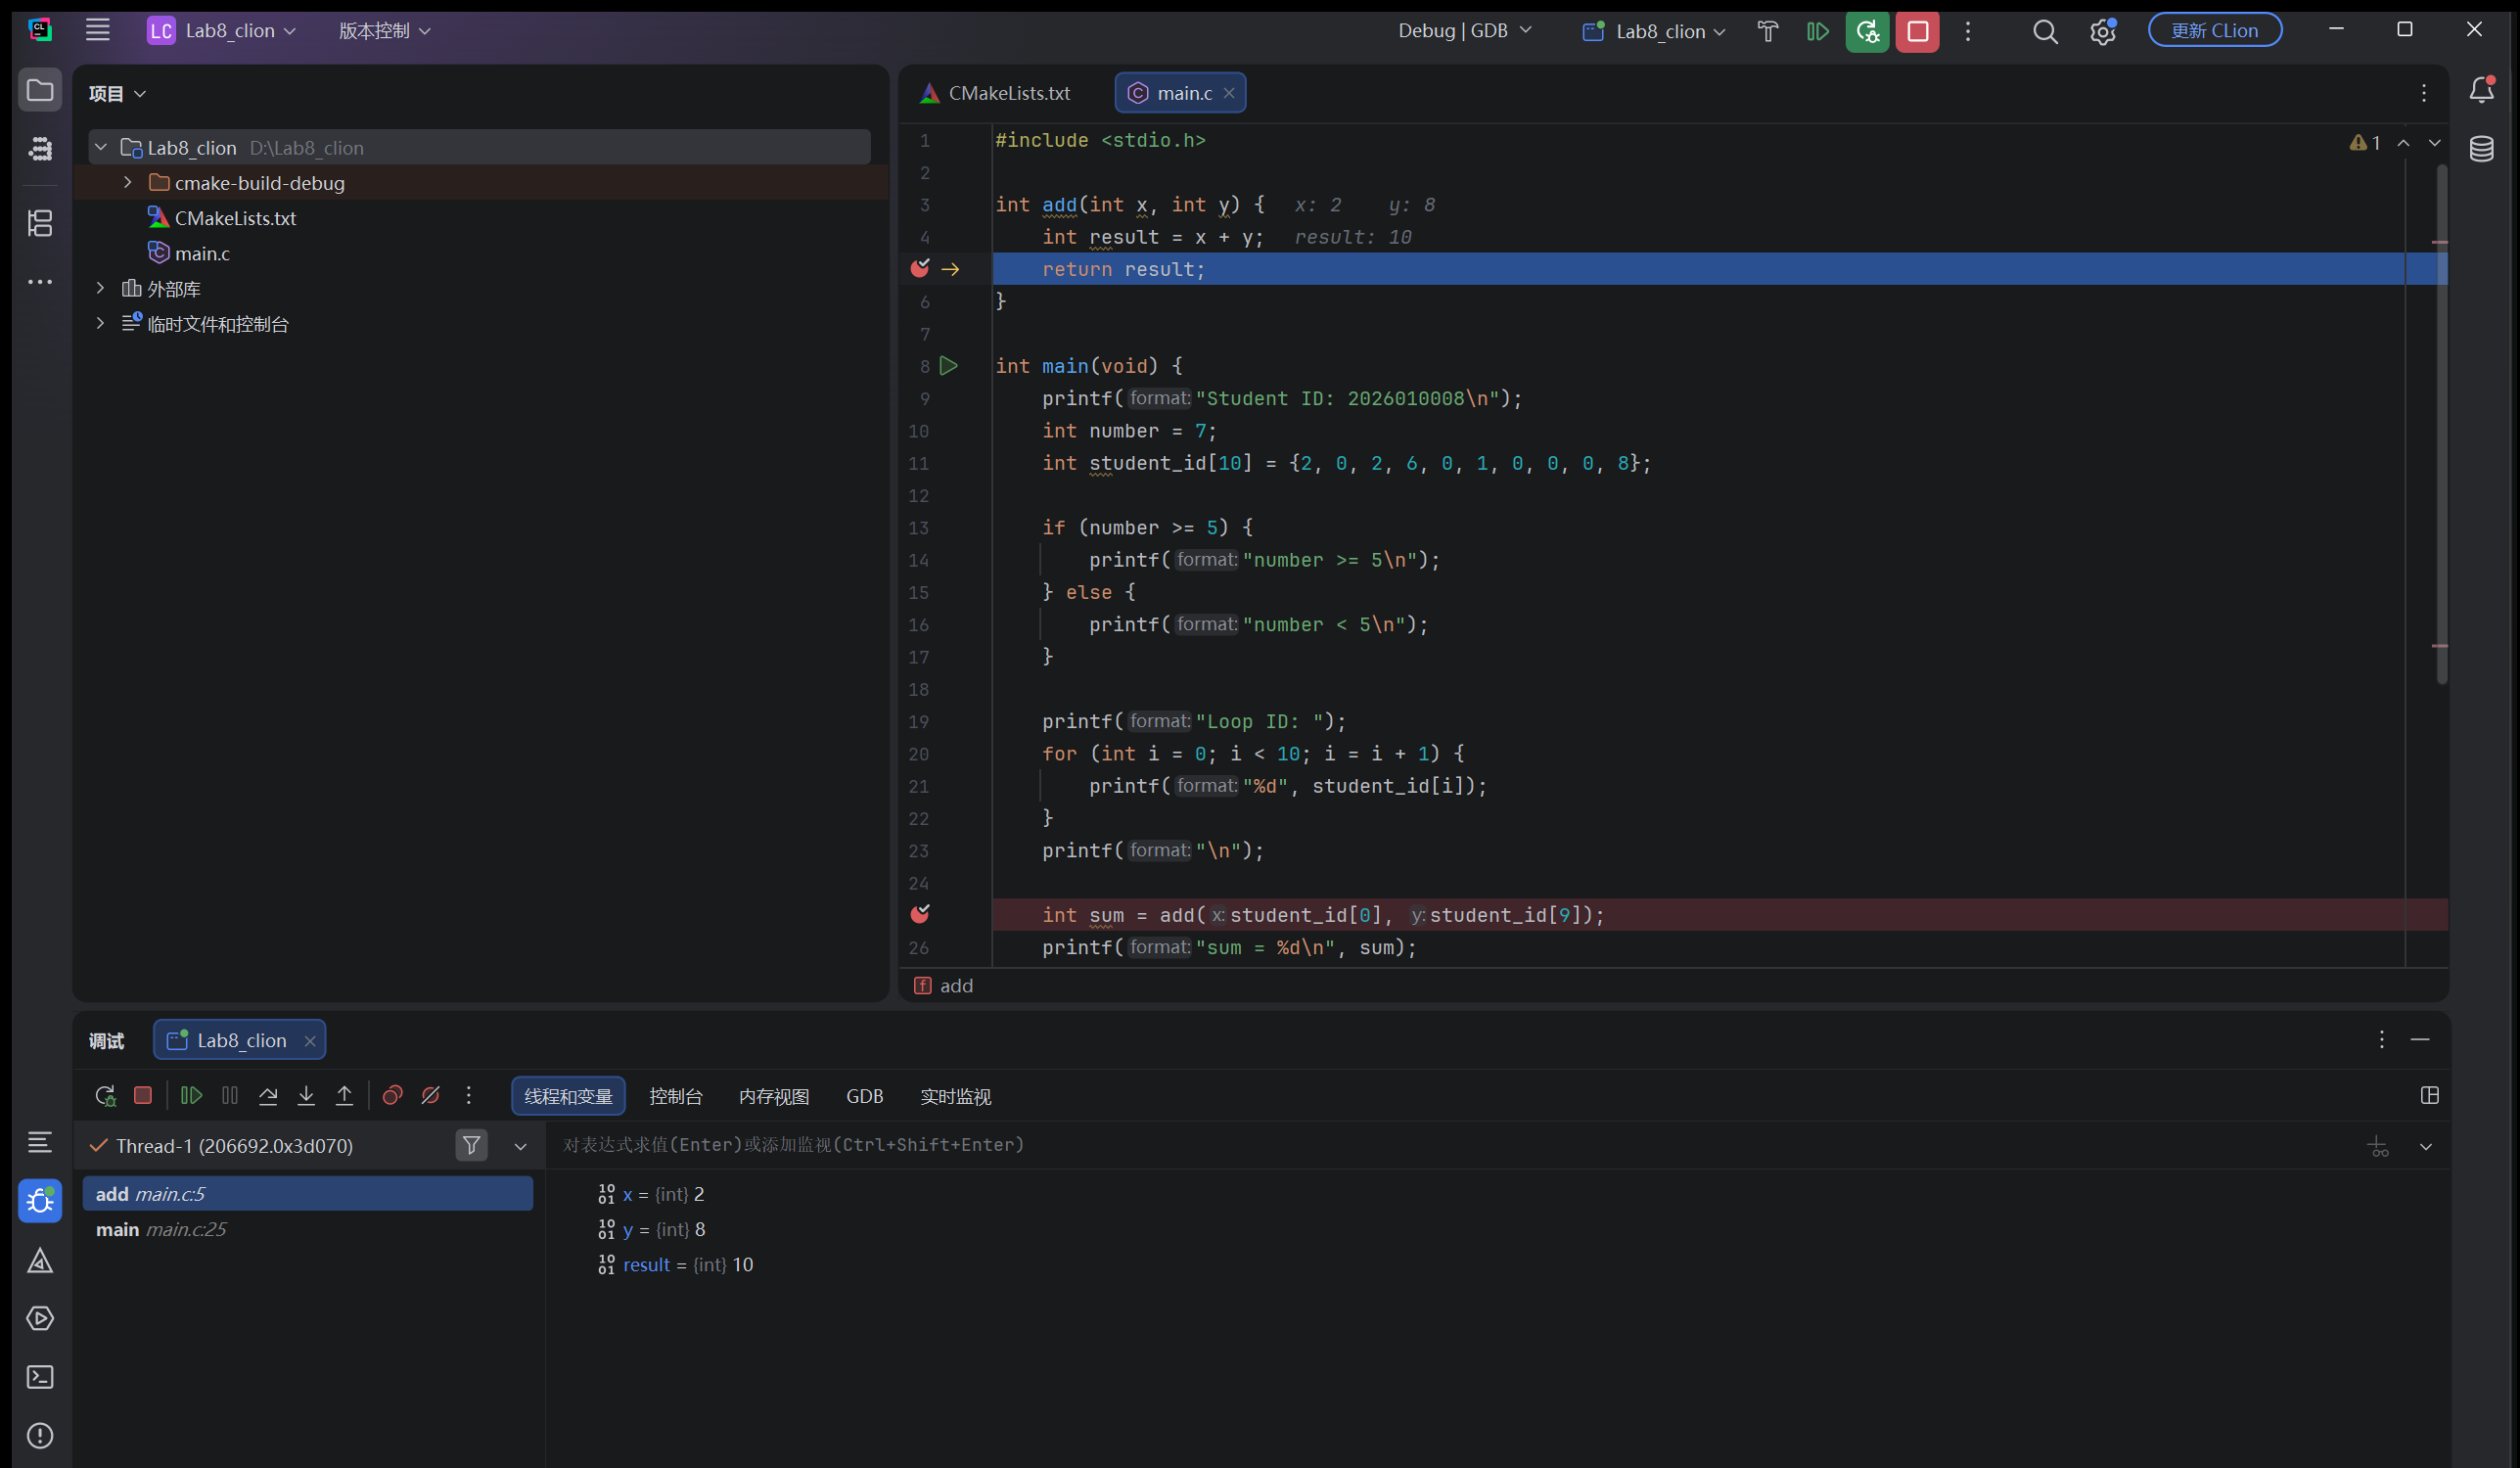 LC Lab8_clion 版本控制 Debug | GDB Lab8_clion 更新 CLion
项目
Lab8_clion D:\Lab8_clion
cmake-build-debug
CMakeLists.txt
main.c
外部库
临时文件和控制台
CMakeLists.txt main.c
1 #include <stdio.h>
1
2
3 int add(int x, int y) { x: 2 y: 8
4 int result = x + y; result: 10
return result;
6 }
7
8 int main(void) {
9 printf(format: "Student ID: 2026010008\n");
10 int number = 7;
11 int student_id[10] = {2, 0, 2, 6, 0, 1, 0, 0, 0, 8};
12
13 if (number >= 5) {
14 printf(format: "number >= 5\n");
15 } else {
16 printf(format: "number < 5\n");
17 }
18
19 printf(format: "Loop ID: ");
20 for (int i = 0; i < 10; i = i + 1) {
21 printf(format: "%d", student_id[i]);
22 }
23 printf(format: "\n");
24
int sum = add(x: student_id[0], y: student_id[9]);
26 printf(format: "sum = %d\n", sum);
f add
调试 Lab8_clion
线程和变量 控制台 内存视图 GDB 实时监视
Thread-1 (206692.0x3d070)
对表达式求值(Enter)或添加监视(Ctrl+Shift+Enter)
add main.c:5
main main.c:25
x = {int} 2
y = {int} 8
result = {int} 10